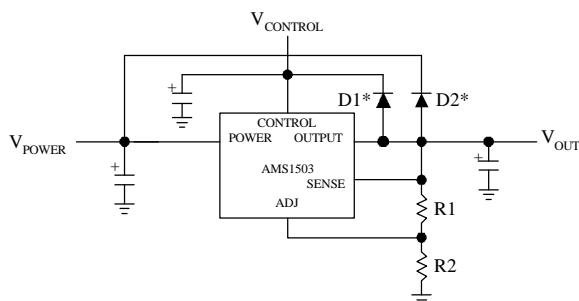 VCONTROL
+
D1* D2*
CONTROL
VPOWER POWER OUTPUT VOUT
+ AMS1503 +
SENSE
ADJ
R1
R2